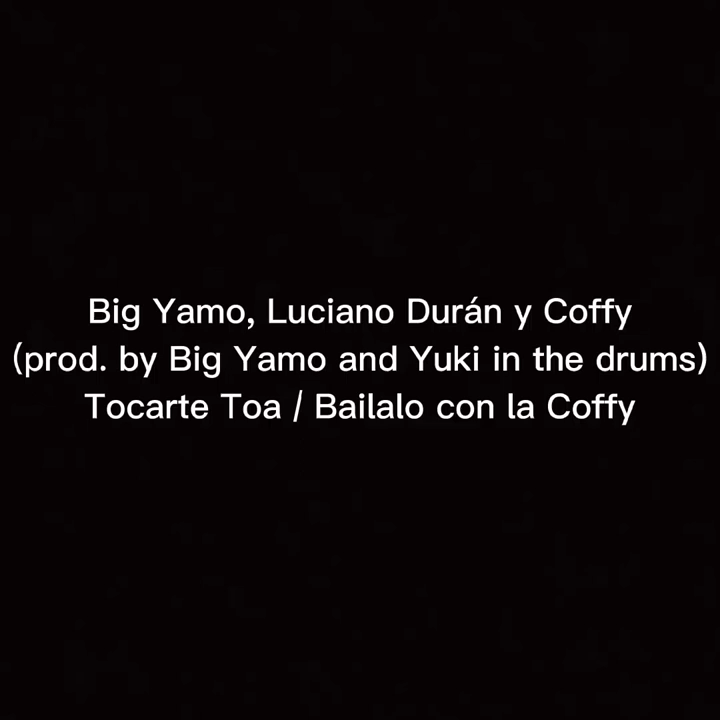 Big Yamo, Luciano Durán y Coffy
(prod. by Big Yamo and Yuki in the drums)
Tocarte Toa / Bailalo con la Coffy